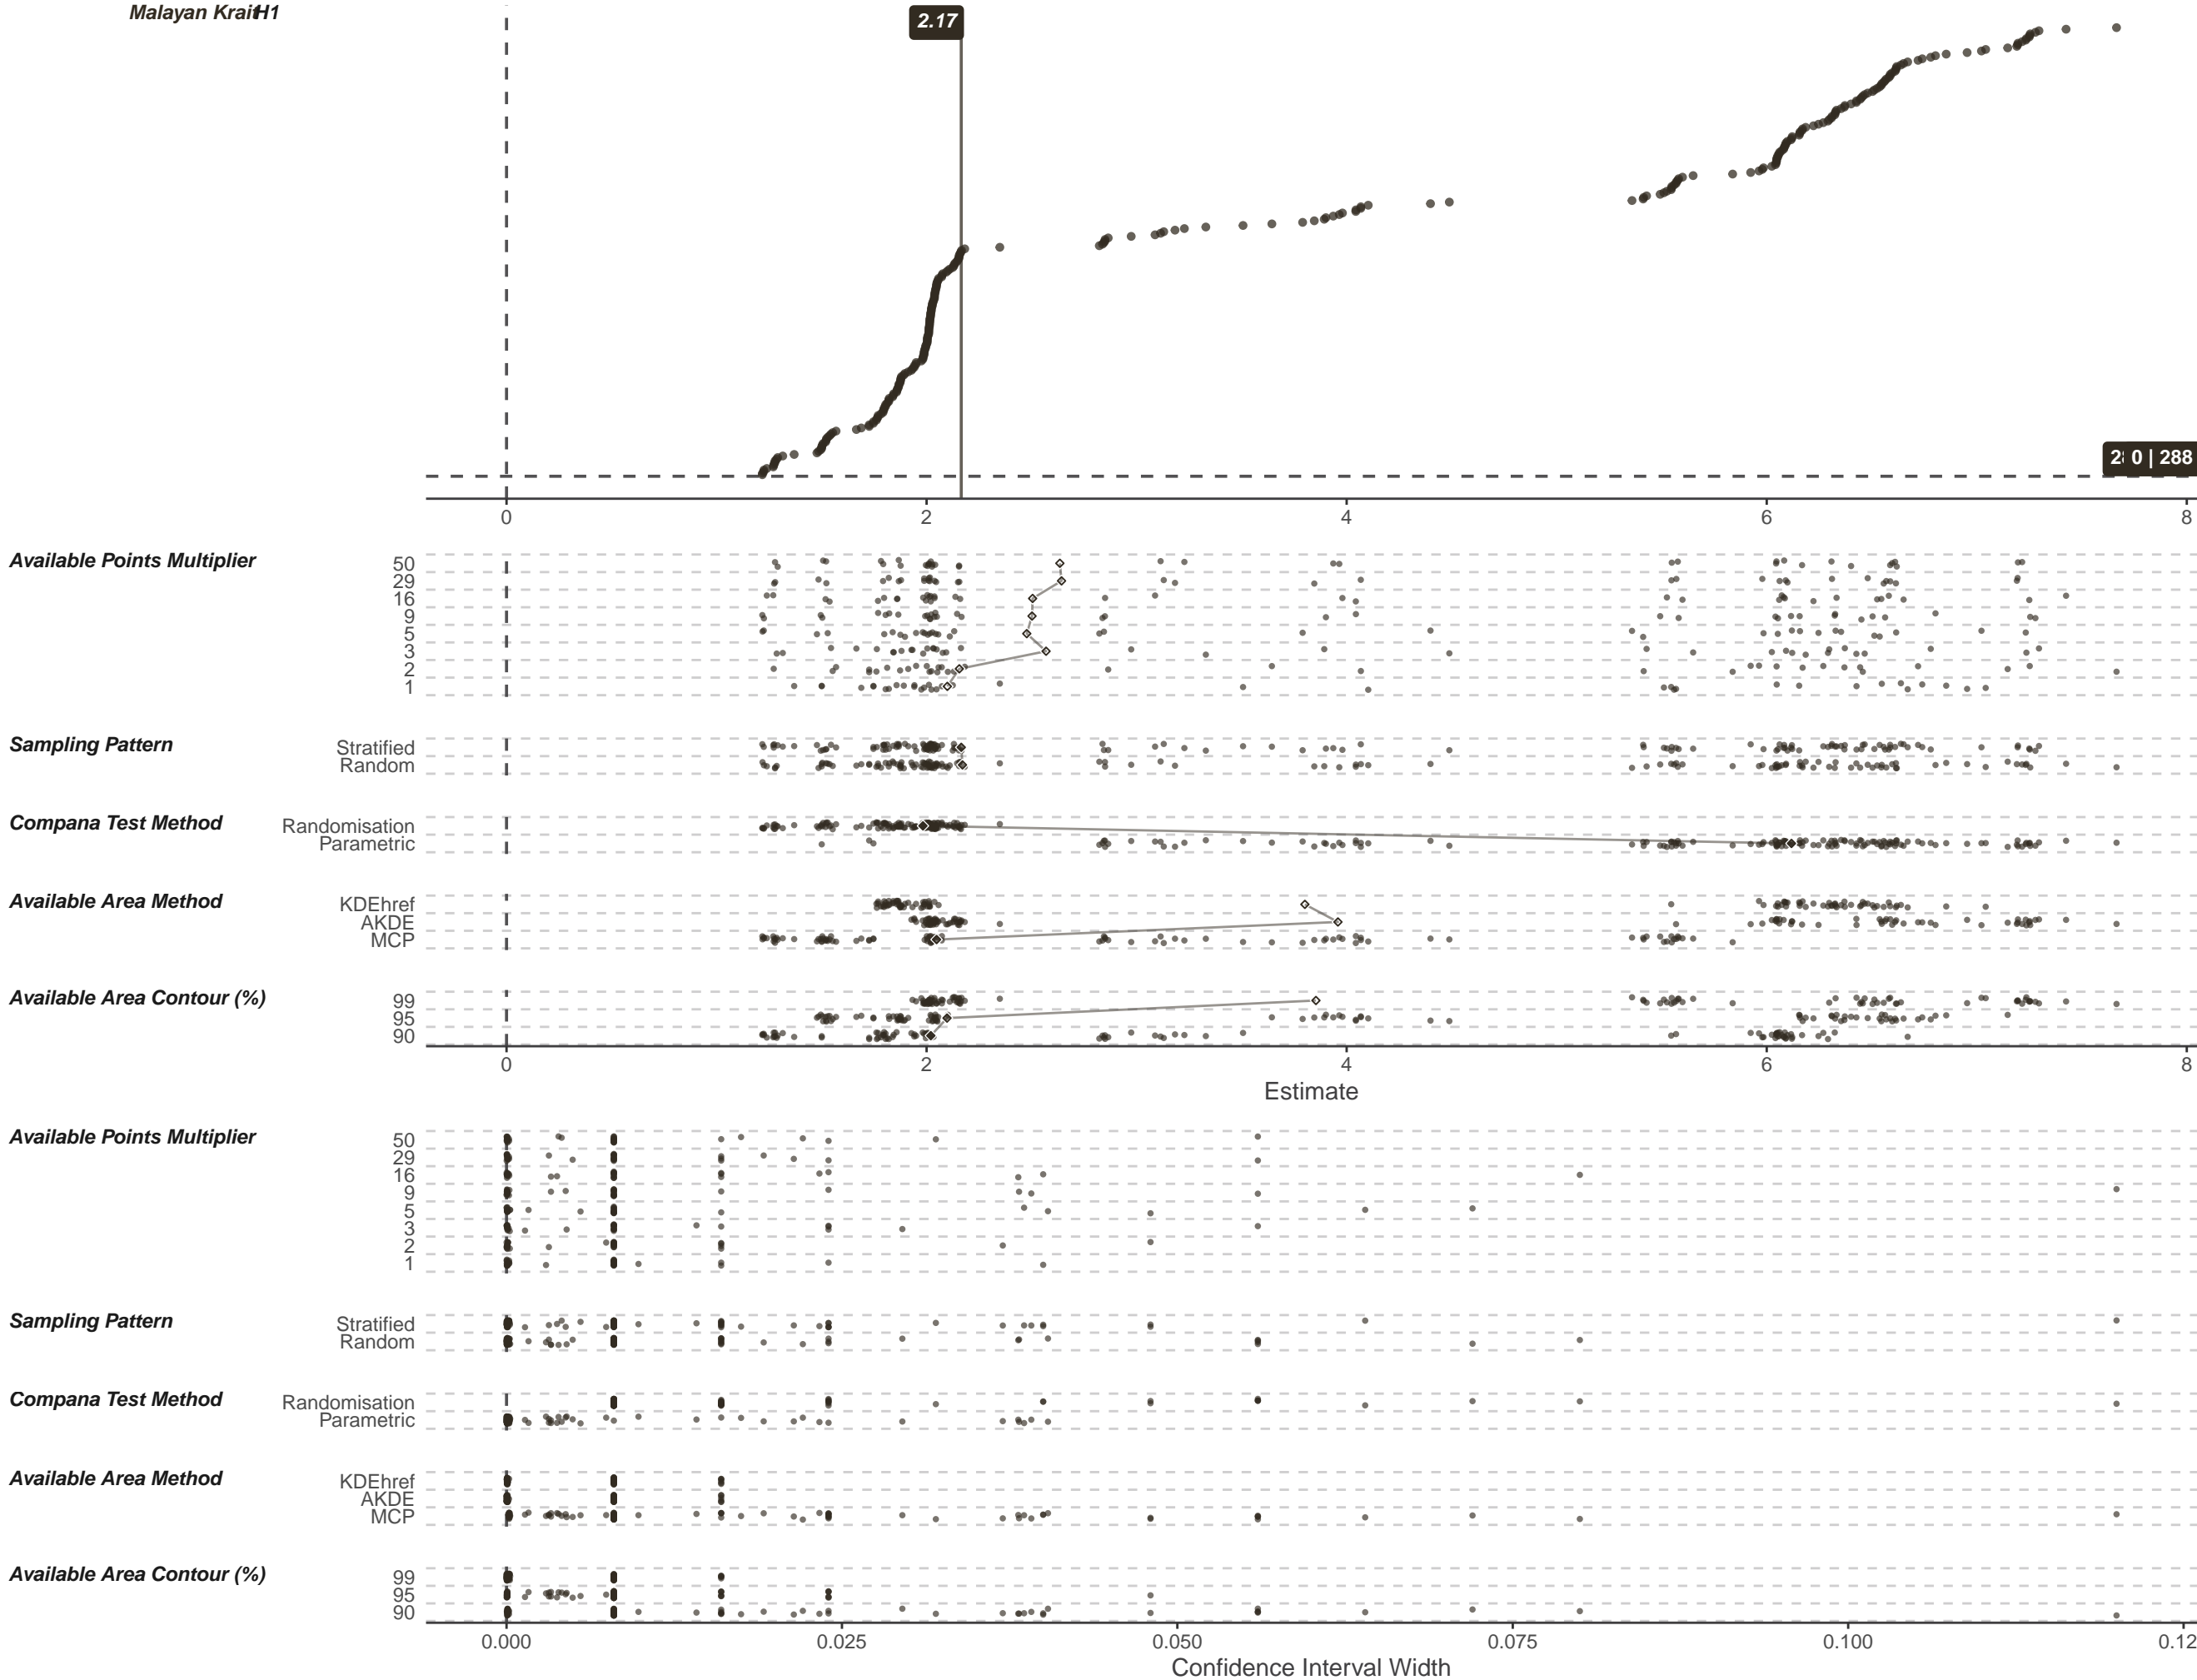 Malayan Krait H1
2.17
0 | 288
0 2 4 6 8
Available Points Multiplier
50
29
16
9
5
3
2
1
Sampling Pattern
Stratified
Random
Compana Test Method
Randomisation
Parametric
Available Area Method
KDEhref
AKDE
MCP
Available Area Contour (%)
99
95
90
0 2 4 6 8
Estimate
Available Points Multiplier
50
29
16
9
5
3
2
1
Sampling Pattern
Stratified
Random
Compana Test Method
Randomisation
Parametric
Available Area Method
KDEhref
AKDE
MCP
Available Area Contour (%)
99
95
90
0.000 0.025 0.050 0.075 0.100 0.12
Confidence Interval Width